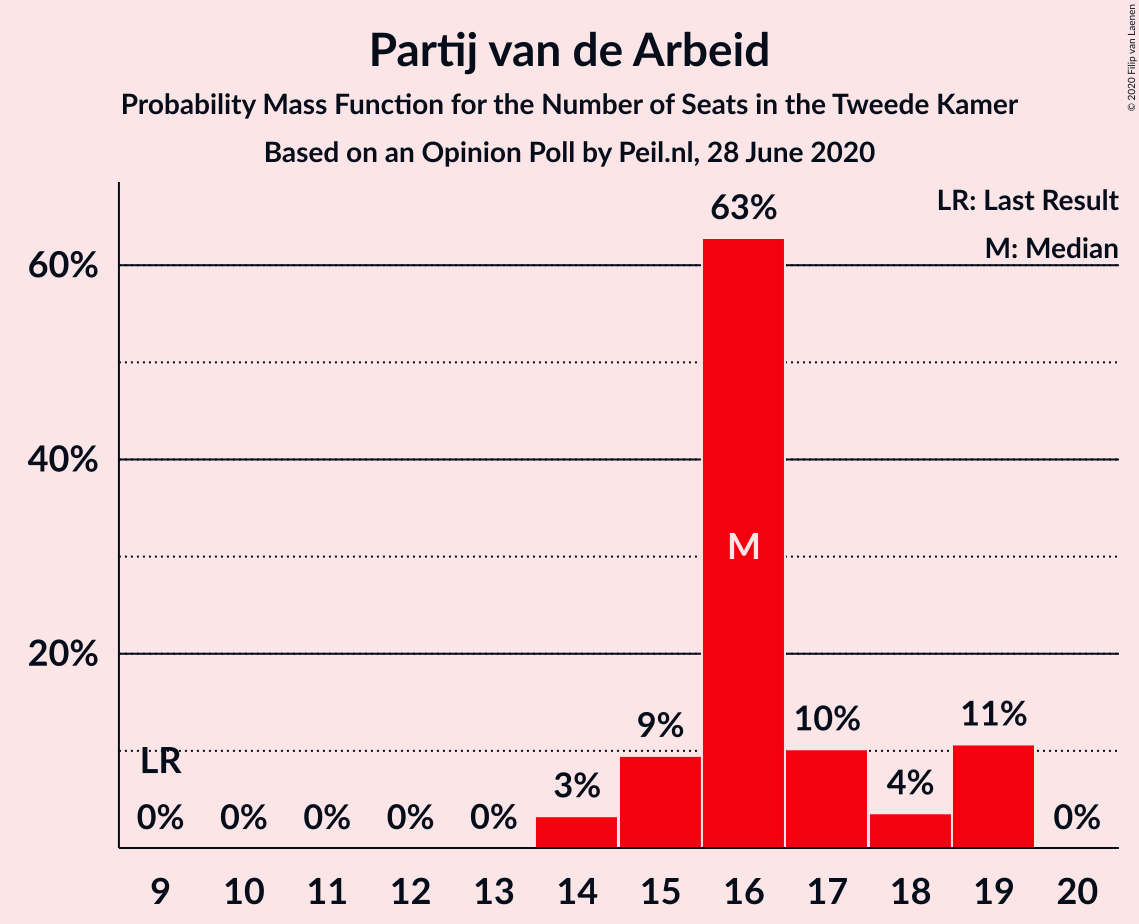 Partij van de Arbeid
Probability Mass Function for the Number of Seats in the Tweede Kamer
Based on an Opinion Poll by Peil.nl, 28 June 2020
© 2020 Filip van Laenen
LR: Last Result
M: Median
63%
60%
40%
M
20%
11%
10%
9%
LR
4%
3%
0% 0% 0% 0% 0% 0%
9 10 11 12 13 14 15 16 17 18 19 20